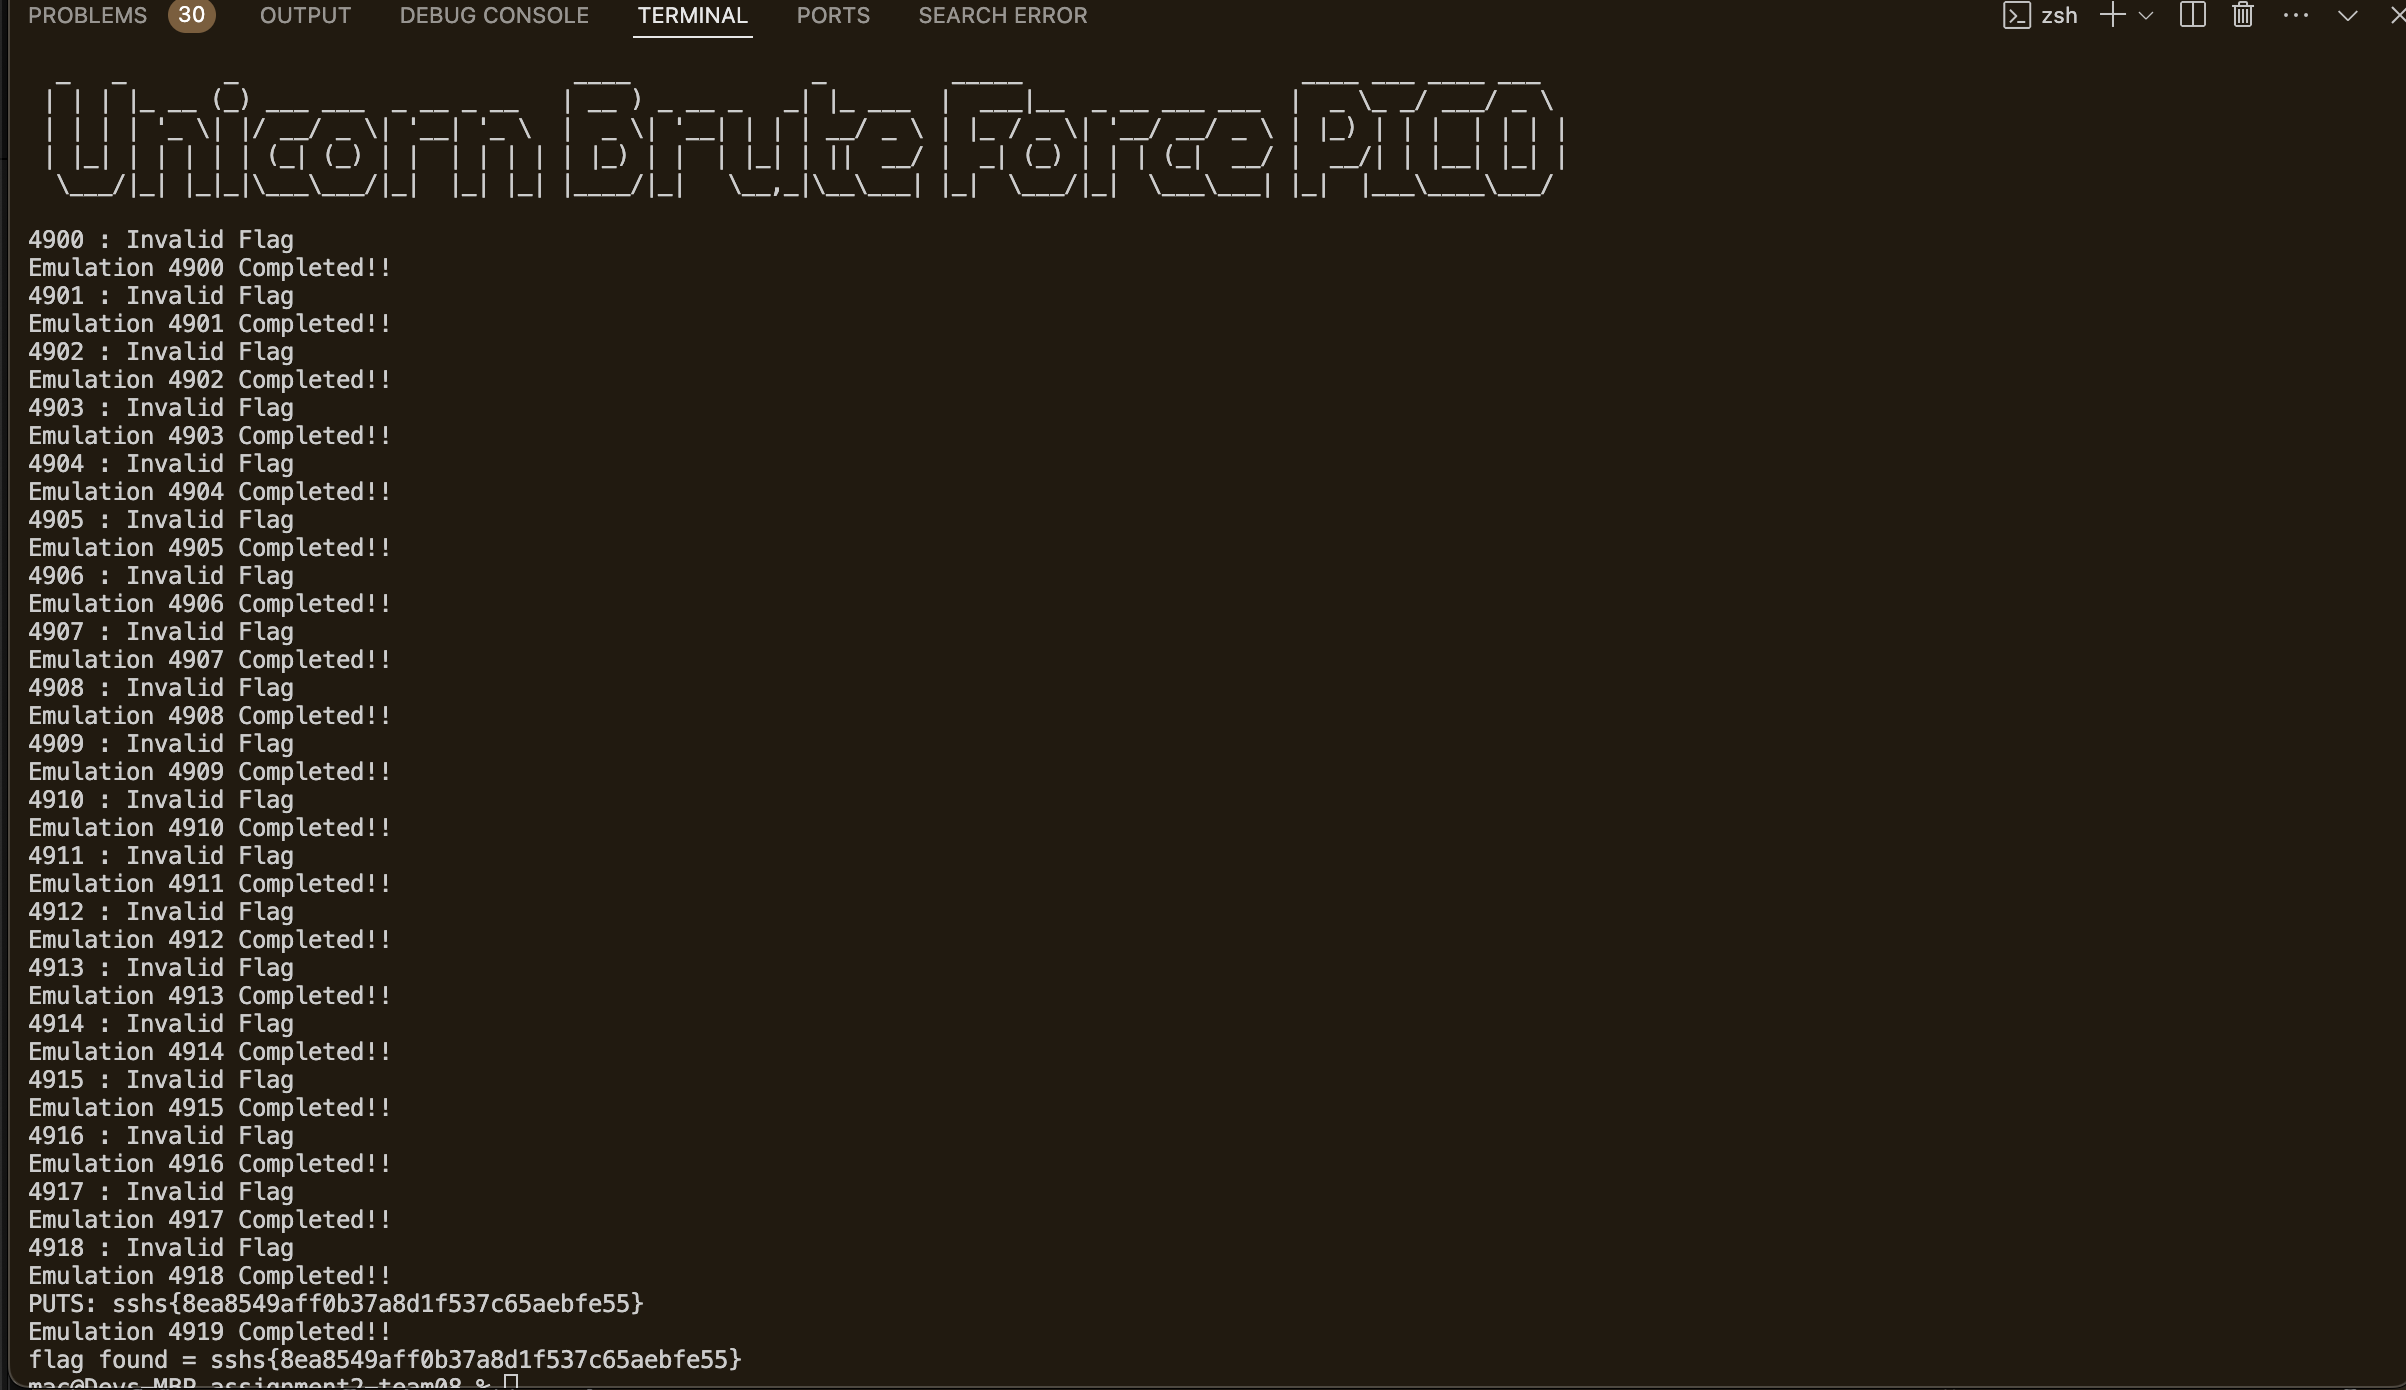 PROBLEMS 30 OUTPUT DEBUG CONSOLE TERMINAL PORTS SEARCH ERROR zsh
Unicorn Brute Force PICO
4900 : Invalid Flag
Emulation 4900 Completed!!
4901 : Invalid Flag
Emulation 4901 Completed!!
4902 : Invalid Flag
Emulation 4902 Completed!!
4903 : Invalid Flag
Emulation 4903 Completed!!
4904 : Invalid Flag
Emulation 4904 Completed!!
4905 : Invalid Flag
Emulation 4905 Completed!!
4906 : Invalid Flag
Emulation 4906 Completed!!
4907 : Invalid Flag
Emulation 4907 Completed!!
4908 : Invalid Flag
Emulation 4908 Completed!!
4909 : Invalid Flag
Emulation 4909 Completed!!
4910 : Invalid Flag
Emulation 4910 Completed!!
4911 : Invalid Flag
Emulation 4911 Completed!!
4912 : Invalid Flag
Emulation 4912 Completed!!
4913 : Invalid Flag
Emulation 4913 Completed!!
4914 : Invalid Flag
Emulation 4914 Completed!!
4915 : Invalid Flag
Emulation 4915 Completed!!
4916 : Invalid Flag
Emulation 4916 Completed!!
4917 : Invalid Flag
Emulation 4917 Completed!!
4918 : Invalid Flag
Emulation 4918 Completed!!
PUTS: sshs{8ea8549aff0b37a8d1f537c65aebfe55}
Emulation 4919 Completed!!
flag found = sshs{8ea8549aff0b37a8d1f537c65aebfe55}
mac@Devs-MBP assignment2-team08 %